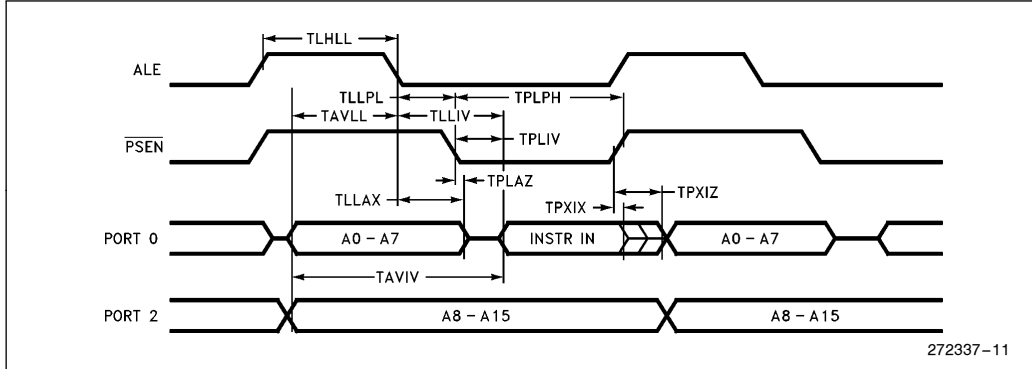 TLHLL
ALE
TLLPL TPLPH
TAVLL TLLIV
TPLIV
PSEN
TPLAZ
TLLAX TPXIZ
TPXIX
PORT 0 A0 – A7 INSTR IN A0 – A7
TAVIV
PORT 2 A8 – A15 A8 – A15
272337–11